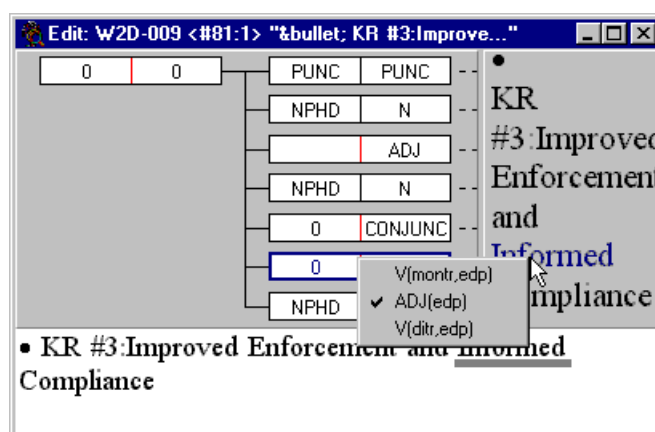 Edit: W2D-009 <#81:1> "&bullet; KR #3:Improve..."
0 0 PUNC PUNC •
NPHD N KR
ADJ #3:Improved
NPHD N Enforcement
0 CONJUNC and
0 Informed
NPHD mpliance
V(montr,edp)
✔ ADJ(edp)
V(ditr,edp)
• KR #3:Improved Enforcement and Informed
Compliance